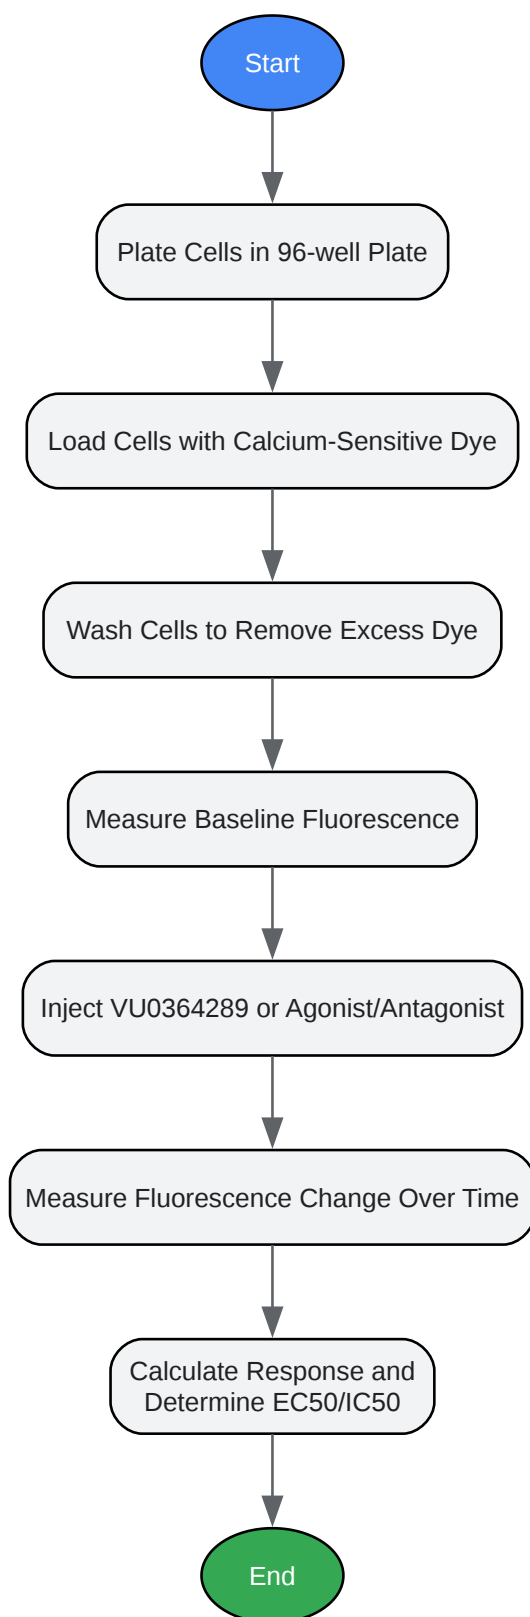 Start
Plate Cells in 96-well Plate
Load Cells with Calcium-Sensitive Dye
Wash Cells to Remove Excess Dye
Measure Baseline Fluorescence
Inject VU0364289 or Agonist/Antagonist
Measure Fluorescence Change Over Time
Calculate Response and
Determine EC50/IC50
End